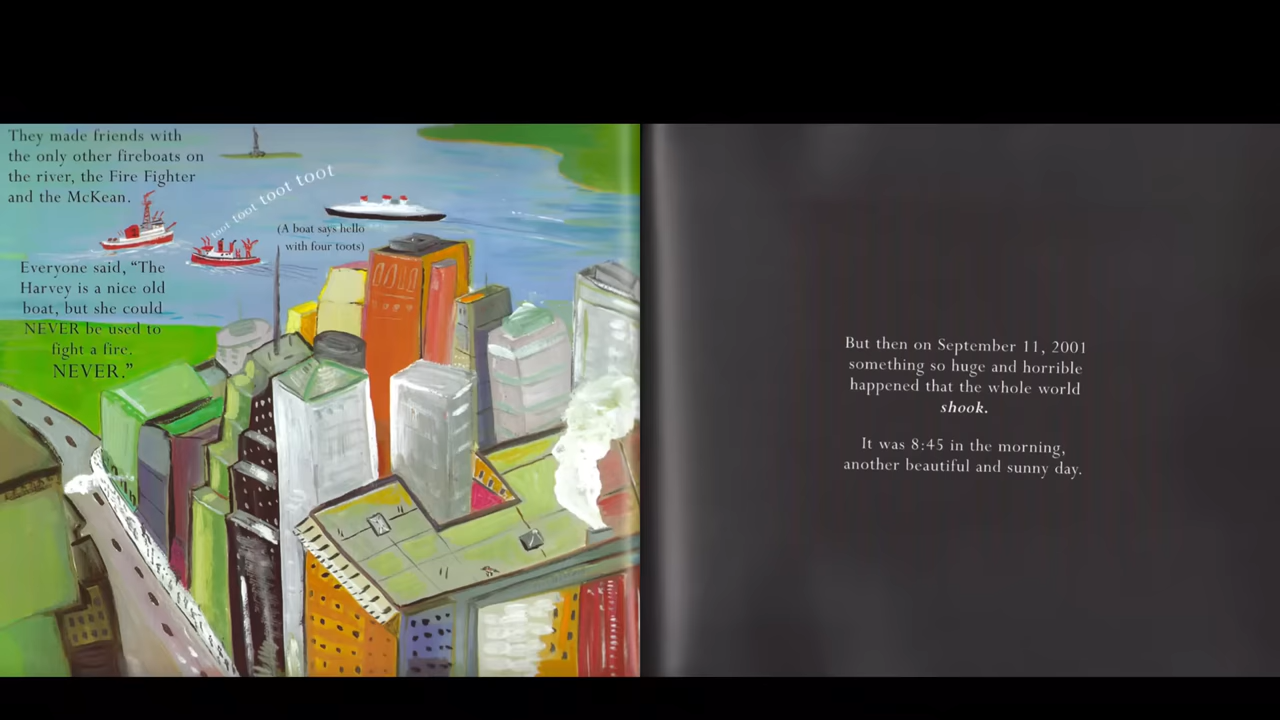 They made friends with
the only other fireboats on
the river, the Fire Fighter
and the McKean.
toot toot toot toot
(A boat says hello
with four toots)
Everyone said, “The
Harvey is a nice old
boat, but she could
NEVER be used to
fight a fire.
NEVER.”
But then on September 11, 2001
something so huge and horrible
happened that the whole world
shook.
It was 8:45 in the morning,
another beautiful and sunny day.